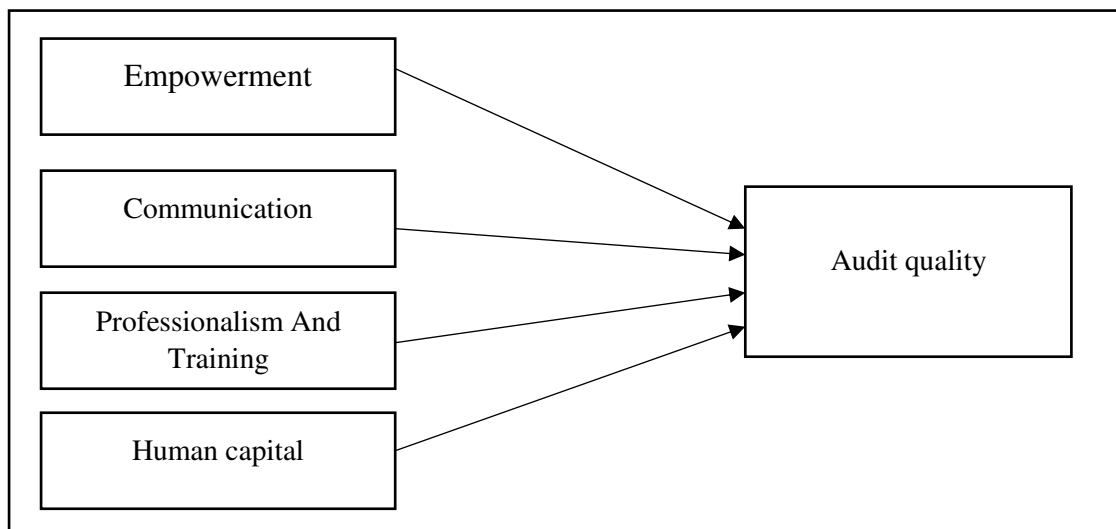 Empowerment
Communication
Professionalism And
Training
Human capital
Audit quality